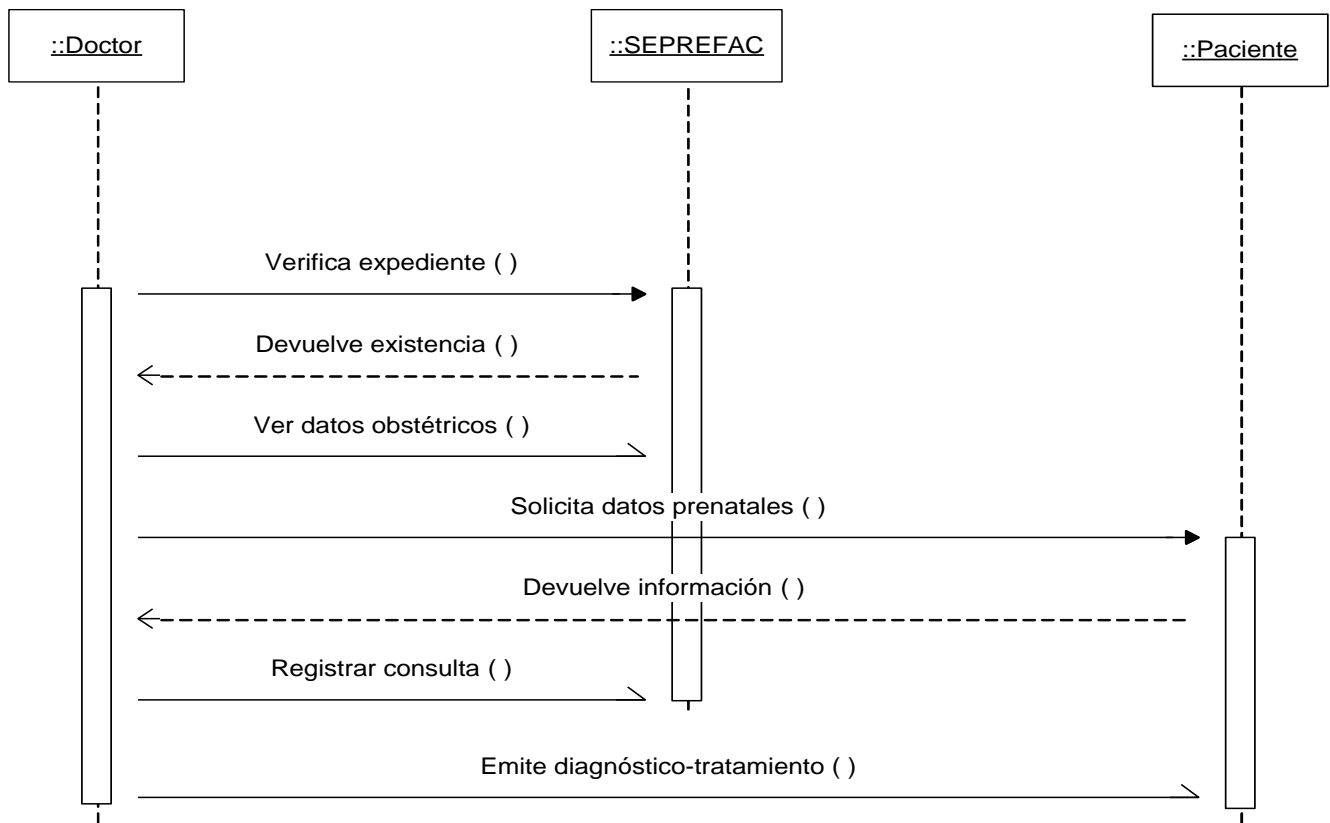 ::Doctor
::SEPREFAC
::Paciente
Verifica expediente ( )
Devuelve existencia ( )
Ver datos obstétricos ( )
Solicita datos prenatales ( )
Devuelve información ( )
Registrar consulta ( )
Emite diagnóstico-tratamiento ( )